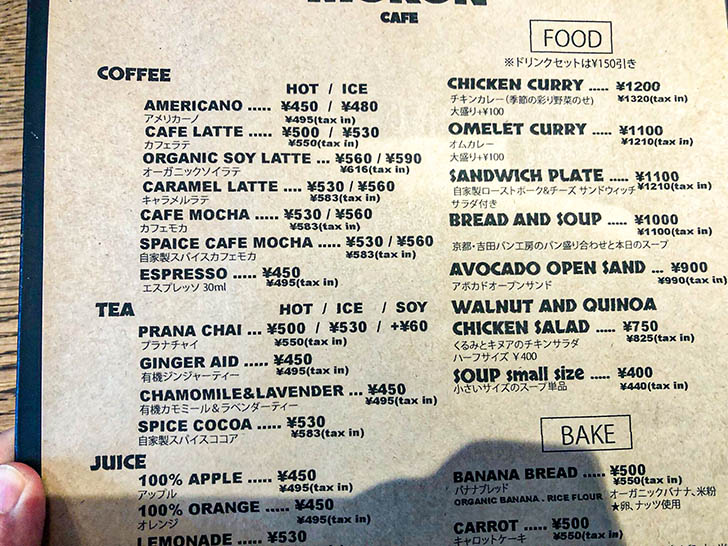 CAFE
COFFEE
HOT / ICE
AMERICANO ..... ¥450 / ¥480
アメリカーノ ¥495(tax in)
CAFE LATTE ...... ¥500 / ¥530
カフェラテ ¥550(tax in)
ORGANIC SOY LATTE ... ¥560 / ¥590
オーガニックソイラテ ¥616(tax in)
CARAMEL LATTE .... ¥530 / ¥560
キャラメルラテ ¥583(tax in)
CAFE MOCHA ..... ¥530 / ¥560
カフェモカ ¥583(tax in)
SPAICE CAFE MOCHA .... ¥530 / ¥560
自家製スパイスカフェモカ ¥583(tax in)
ESPRESSO ..... ¥450
エスプレッソ 30ml ¥495(tax in)
TEA
HOT / ICE / SOY
PRANA CHAI ... ¥500 / ¥530 / +¥60
プラナチャイ ¥550(tax in)
GINGER AID ..... ¥450
有機ジンジャーティー ¥495(tax in)
CHAMOMILE&LAVENDER ... ¥450
有機カモミール&ラベンダーティー ¥495(tax in)
SPICE COCOA ..... ¥530
自家製スパイスココア ¥583(tax in)
JUICE
100% APPLE ..... ¥450
アップル ¥495(tax in)
100% ORANGE .... ¥450
オレンジ ¥495(tax in)
LEMONADE .... ¥530
FOOD
※ドリンクセットは¥150引き
CHICKEN CURRY ..... ¥1200
チキンカレー(季節の彩り野菜のせ) ¥1320(tax in)
大盛り+¥100
OMELET CURRY ..... ¥1100
オムカレー ¥1210(tax in)
大盛り+¥100
SANDWICH PLATE .... ¥1100
自家製ローストポーク&チーズ サンドウィッチ ¥1210(tax in)
サラダ付き
BREAD AND SOUP ..... ¥1000
¥1100(tax in)
京都・吉田パン工房のパン盛り合わせと本日のスープ
AVOCADO OPEN SAND ... ¥900
アボカドオープンサンド ¥990(tax in)
WALNUT AND QUINOA
CHICKEN SALAD ..... ¥750
くるみとキヌアのチキンサラダ ¥825(tax in)
ハーフサイズ ¥400
SOUP small size ..... ¥400
小さいサイズのスープ単品 ¥440(tax in)
BAKE
BANANA BREAD ..... ¥500
バナナブレッド ¥550(tax in)
ORGANIC BANANA . RICE FLOUR オーガニックバナナ、米粉
★卵、ナッツ使用
CARROT ..... ¥500
キャロットケーキ ¥550(tax in)